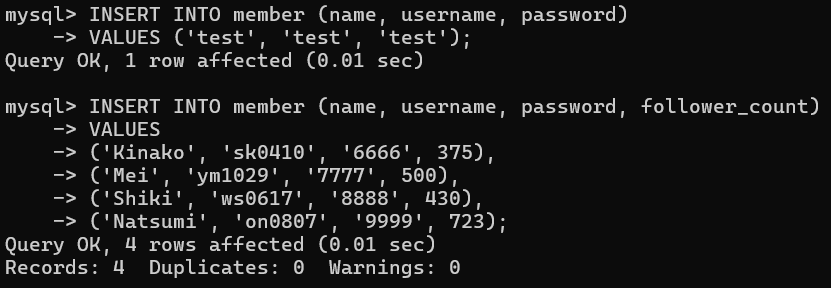 mysql> INSERT INTO member (name, username, password)
    -> VALUES ('test', 'test', 'test');
Query OK, 1 row affected (0.01 sec)

mysql> INSERT INTO member (name, username, password, follower_count)
    -> VALUES
    -> ('Kinako', 'sk0410', '6666', 375),
    -> ('Mei', 'ym1029', '7777', 500),
    -> ('Shiki', 'ws0617', '8888', 430),
    -> ('Natsumi', 'on0807', '9999', 723);
Query OK, 4 rows affected (0.01 sec)
Records: 4  Duplicates: 0  Warnings: 0